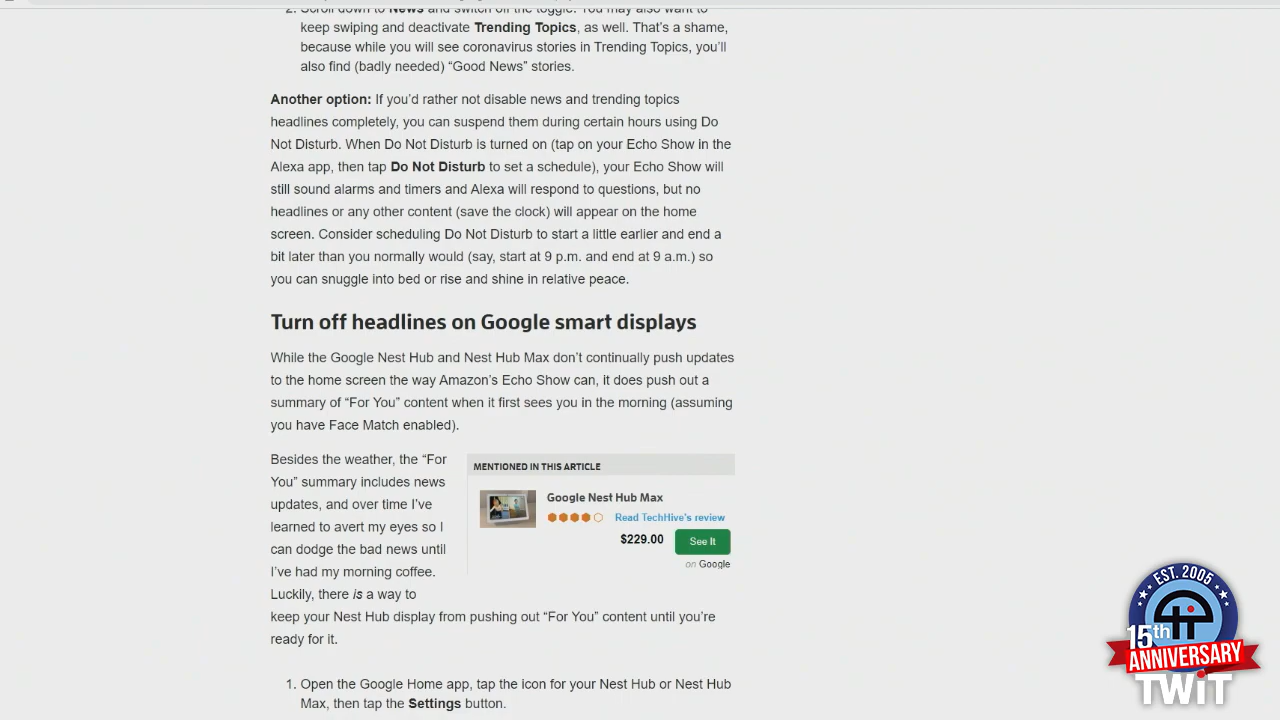 2. Scroll down to News and switch off the toggle. You may also want to
keep swiping and deactivate Trending Topics, as well. That’s a shame,
because while you will see coronavirus stories in Trending Topics, you’ll
also find (badly needed) “Good News” stories.
Another option: If you’d rather not disable news and trending topics
headlines completely, you can suspend them during certain hours using Do
Not Disturb. When Do Not Disturb is turned on (tap on your Echo Show in the
Alexa app, then tap Do Not Disturb to set a schedule), your Echo Show will
still sound alarms and timers and Alexa will respond to questions, but no
headlines or any other content (save the clock) will appear on the home
screen. Consider scheduling Do Not Disturb to start a little earlier and end a
bit later than you normally would (say, start at 9 p.m. and end at 9 a.m.) so
you can snuggle into bed or rise and shine in relative peace.
Turn off headlines on Google smart displays
While the Google Nest Hub and Nest Hub Max don’t continually push updates
to the home screen the way Amazon’s Echo Show can, it does push out a
summary of “For You” content when it first sees you in the morning (assuming
you have Face Match enabled).
Besides the weather, the “For
You” summary includes news
updates, and over time I’ve
learned to avert my eyes so I
can dodge the bad news until
I’ve had my morning coffee.
Luckily, there is a way to
keep your Nest Hub display from pushing out “For You” content until you’re
ready for it.
MENTIONED IN THIS ARTICLE
Google Nest Hub Max
Read TechHive's review
$229.00
See It
on Google
1. Open the Google Home app, tap the icon for your Nest Hub or Nest Hub
Max, then tap the Settings button.
EST. 2005
15th
ANNIVERSARY
TWiT